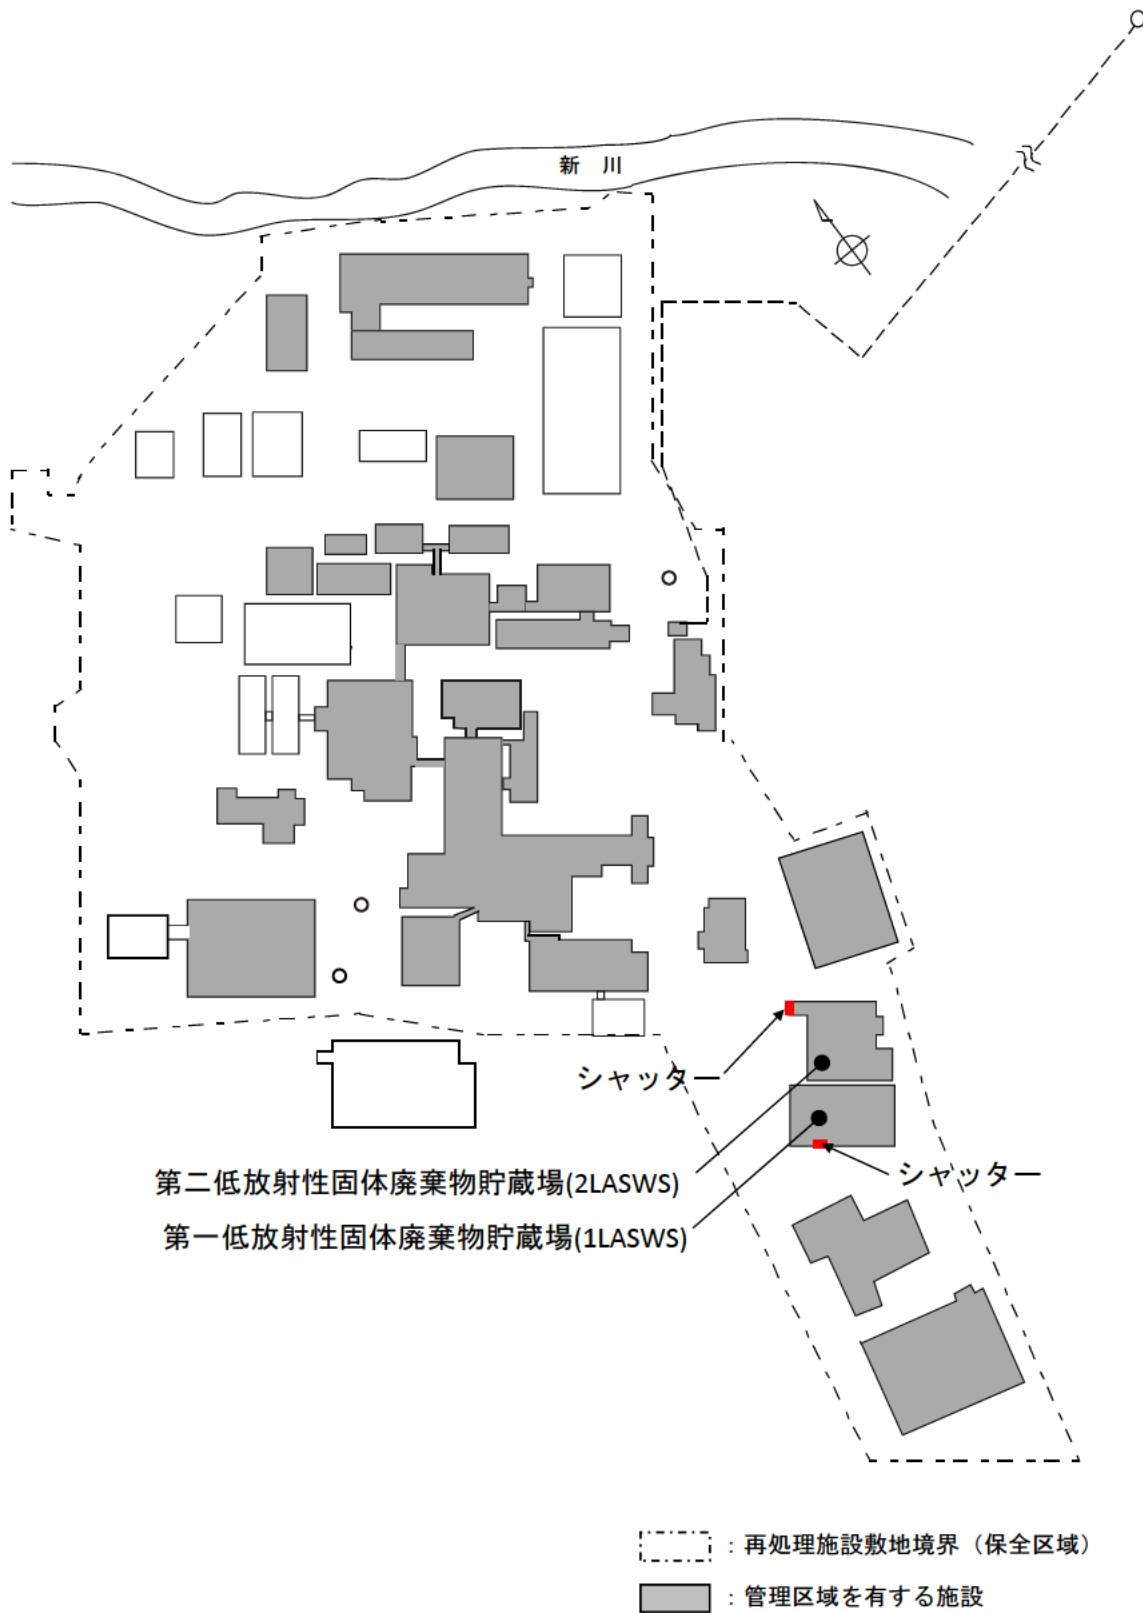 新 川
シャッター
シャッター
第二低放射性固体廃棄物貯蔵場(2LASWS)
第一低放射性固体廃棄物貯蔵場(1LASWS)
：再処理施設敷地境界（保全区域）
：管理区域を有する施設